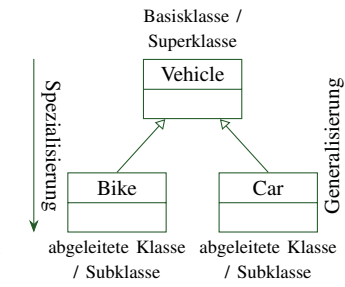 Basisklasse /
Superklasse
Vehicle
Spezialisierung
Generalisierung
Bike
Car
abgeleitete Klasse
/ Subklasse
abgeleitete Klasse
/ Subklasse